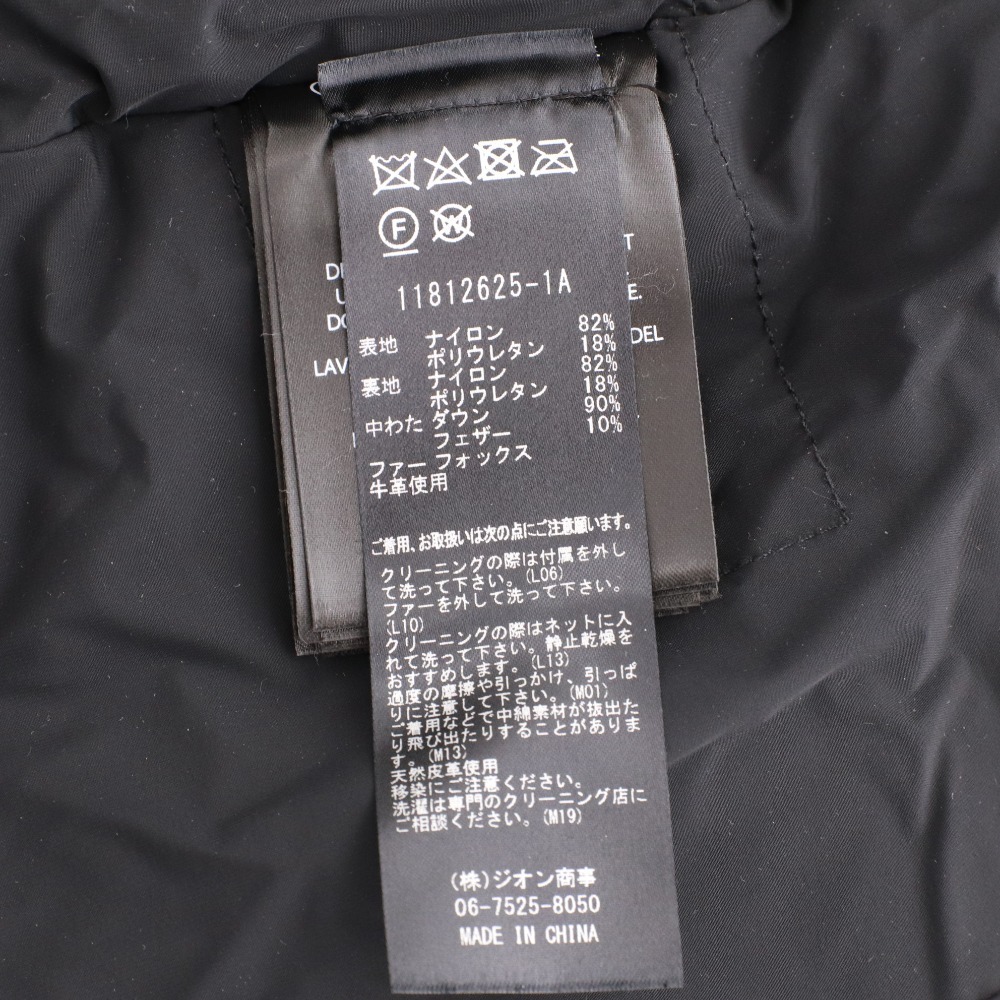 F W
11812625-1A
表地 ナイロン 82%
ポリウレタン 18%
裏地 ナイロン 82%
ポリウレタン 18%
中わた ダウン 90%
フェザー 10%
ファー フォックス
牛革使用
ご着用、お取扱いは次の点にご注意願います。
クリーニングの際は付属を外し
て洗って下さい。(L06)
ファーを外して洗って下さい。
(L10)
クリーニングの際はネットに入
れて洗って下さい。静止乾燥を
おすすめします。(L13)
過度の摩擦や引っかけ、引っぱ
りに注意して下さい。(M01)
ご着用などで中綿素材が抜出た
り飛び出たりすることがありま
す。(M13)
天然皮革使用
移染にご注意ください。
洗濯は専門のクリーニング店に
ご相談ください。(M19)
(株)ジオン商事
06-7525-8050
MADE IN CHINA
DEL
LAV